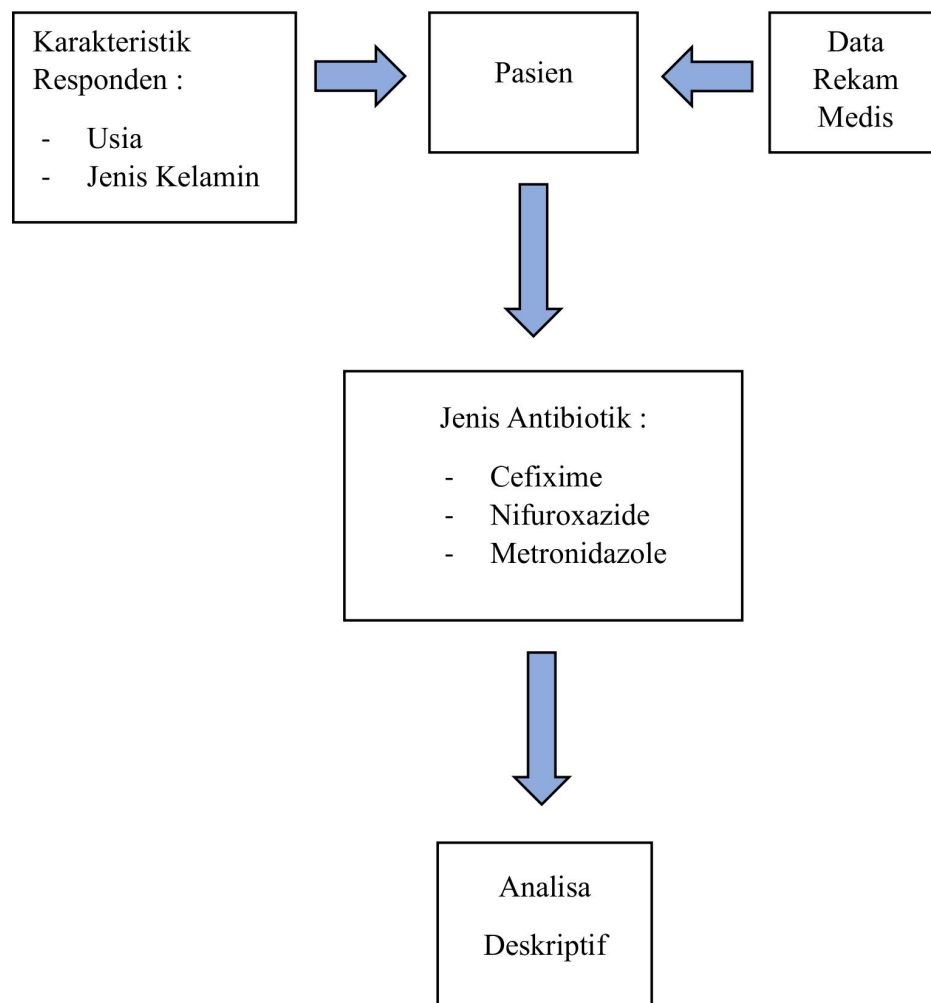 Karakteristik
Responden :
- Usia
- Jenis Kelamin
Pasien
Data
Rekam
Medis
Jenis Antibiotik :
- Cefixime
- Nifuroxazide
- Metronidazole
Analisa
Deskriptif